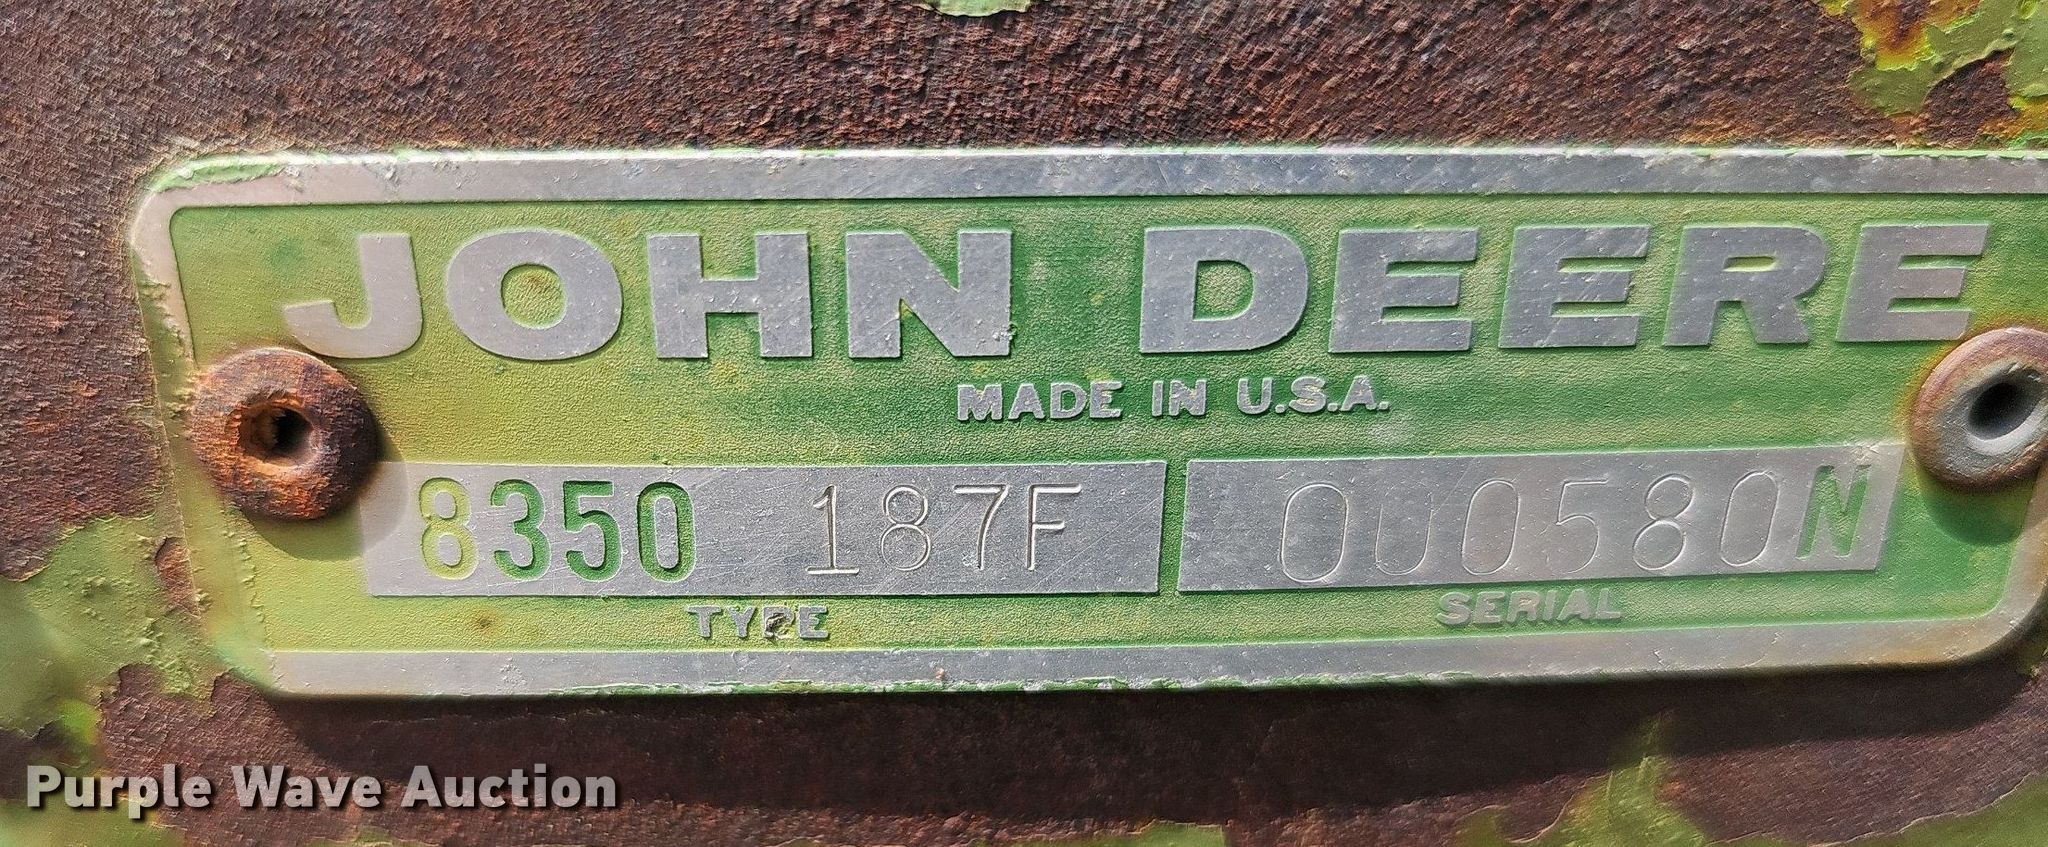 JOHN DEERE
MADE IN U.S.A.
8350 187F 000580N
TYPE SERIAL
Purple Wave Auction